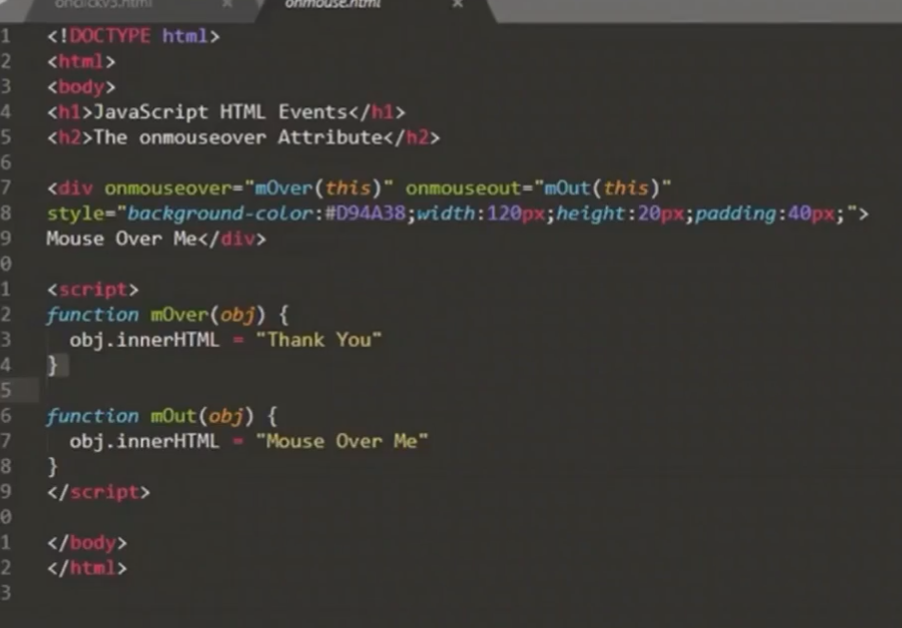 onclickv3.html × onmouse.html ×
1 <!DOCTYPE html>
2 <html>
3 <body>
4 <h1>JavaScript HTML Events</h1>
5 <h2>The onmouseover Attribute</h2>
6
7 <div onmouseover="mOver(this)" onmouseout="mOut(this)"
8 style="background-color:#D94A38;width:120px;height:20px;padding:40px;">
9 Mouse Over Me</div>
0
1 <script>
2 function mOver(obj) {
3 obj.innerHTML = "Thank You"
4 }
5
6 function mOut(obj) {
7 obj.innerHTML = "Mouse Over Me"
8 }
9 </script>
0
1 </body>
2 </html>
3